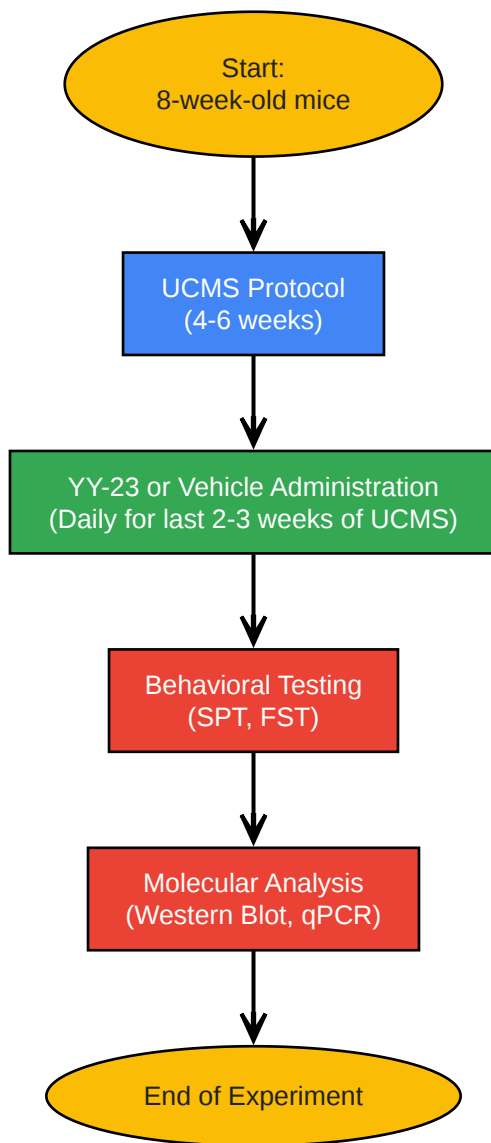 Start:
8-week-old mice
UCMS Protocol
(4-6 weeks)
YY-23 or Vehicle Administration
(Daily for last 2-3 weeks of UCMS)
Behavioral Testing
(SPT, FST)
Molecular Analysis
(Western Blot, qPCR)
End of Experiment